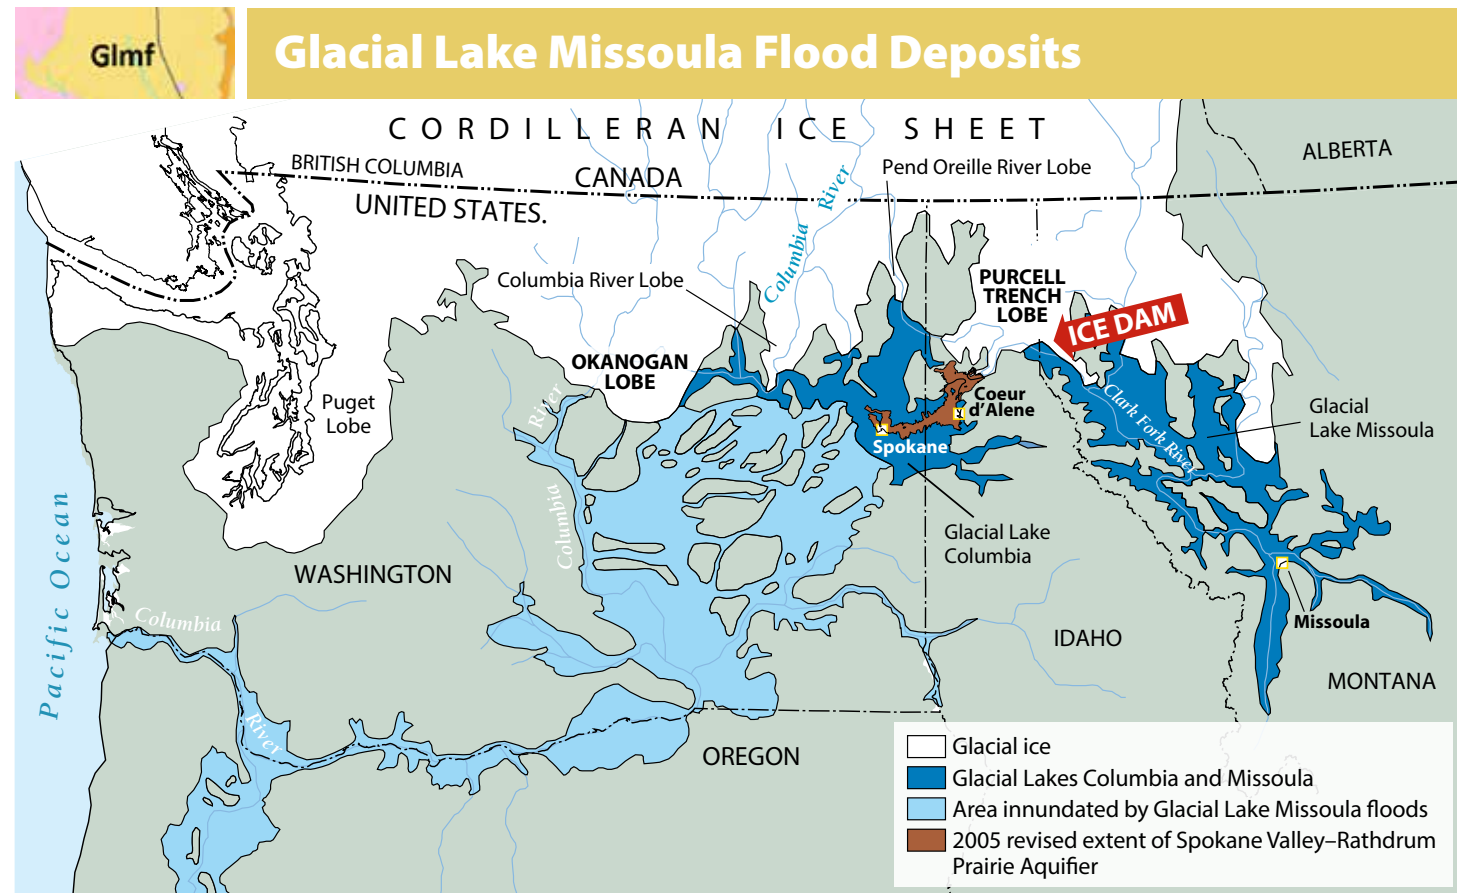 Glmf
Glacial Lake Missoula Flood Deposits
CORDILLERAN ICE SHEET
BRITISH COLUMBIA
CANADA
UNITED STATES.
Pend Oreille River Lobe
ALBERTA
Columbia River
Columbia River Lobe
PURCELL
TRENCH
LOBE
ICE DAM
OKANOGAN
LOBE
Puget
Lobe
River
Columbia
Coeur
d'Alene
Spokane
Clark Fork River
Glacial
Lake Missoula
Glacial Lake
Columbia
Pacific Ocean
WASHINGTON
Columbia
River
IDAHO
Missoula
MONTANA
OREGON
Glacial ice
Glacial Lakes Columbia and Missoula
Area innundated by Glacial Lake Missoula floods
2005 revised extent of Spokane Valley–Rathdrum
Prairie Aquifier